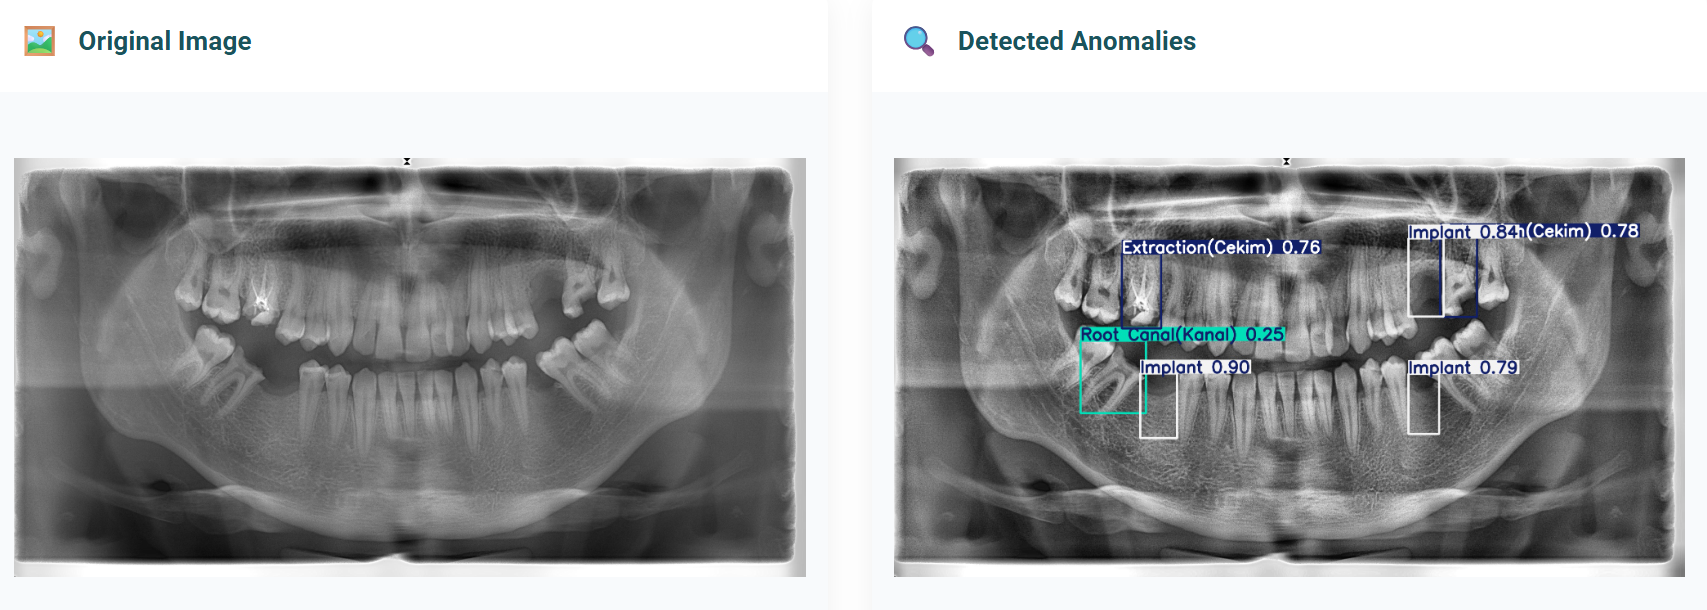 Original Image
Detected Anomalies
Extraction(Cekim) 0.76
Implant 0.84
(Cekim) 0.78
Root Canal(Kanal) 0.25
Implant 0.90
Implant 0.79